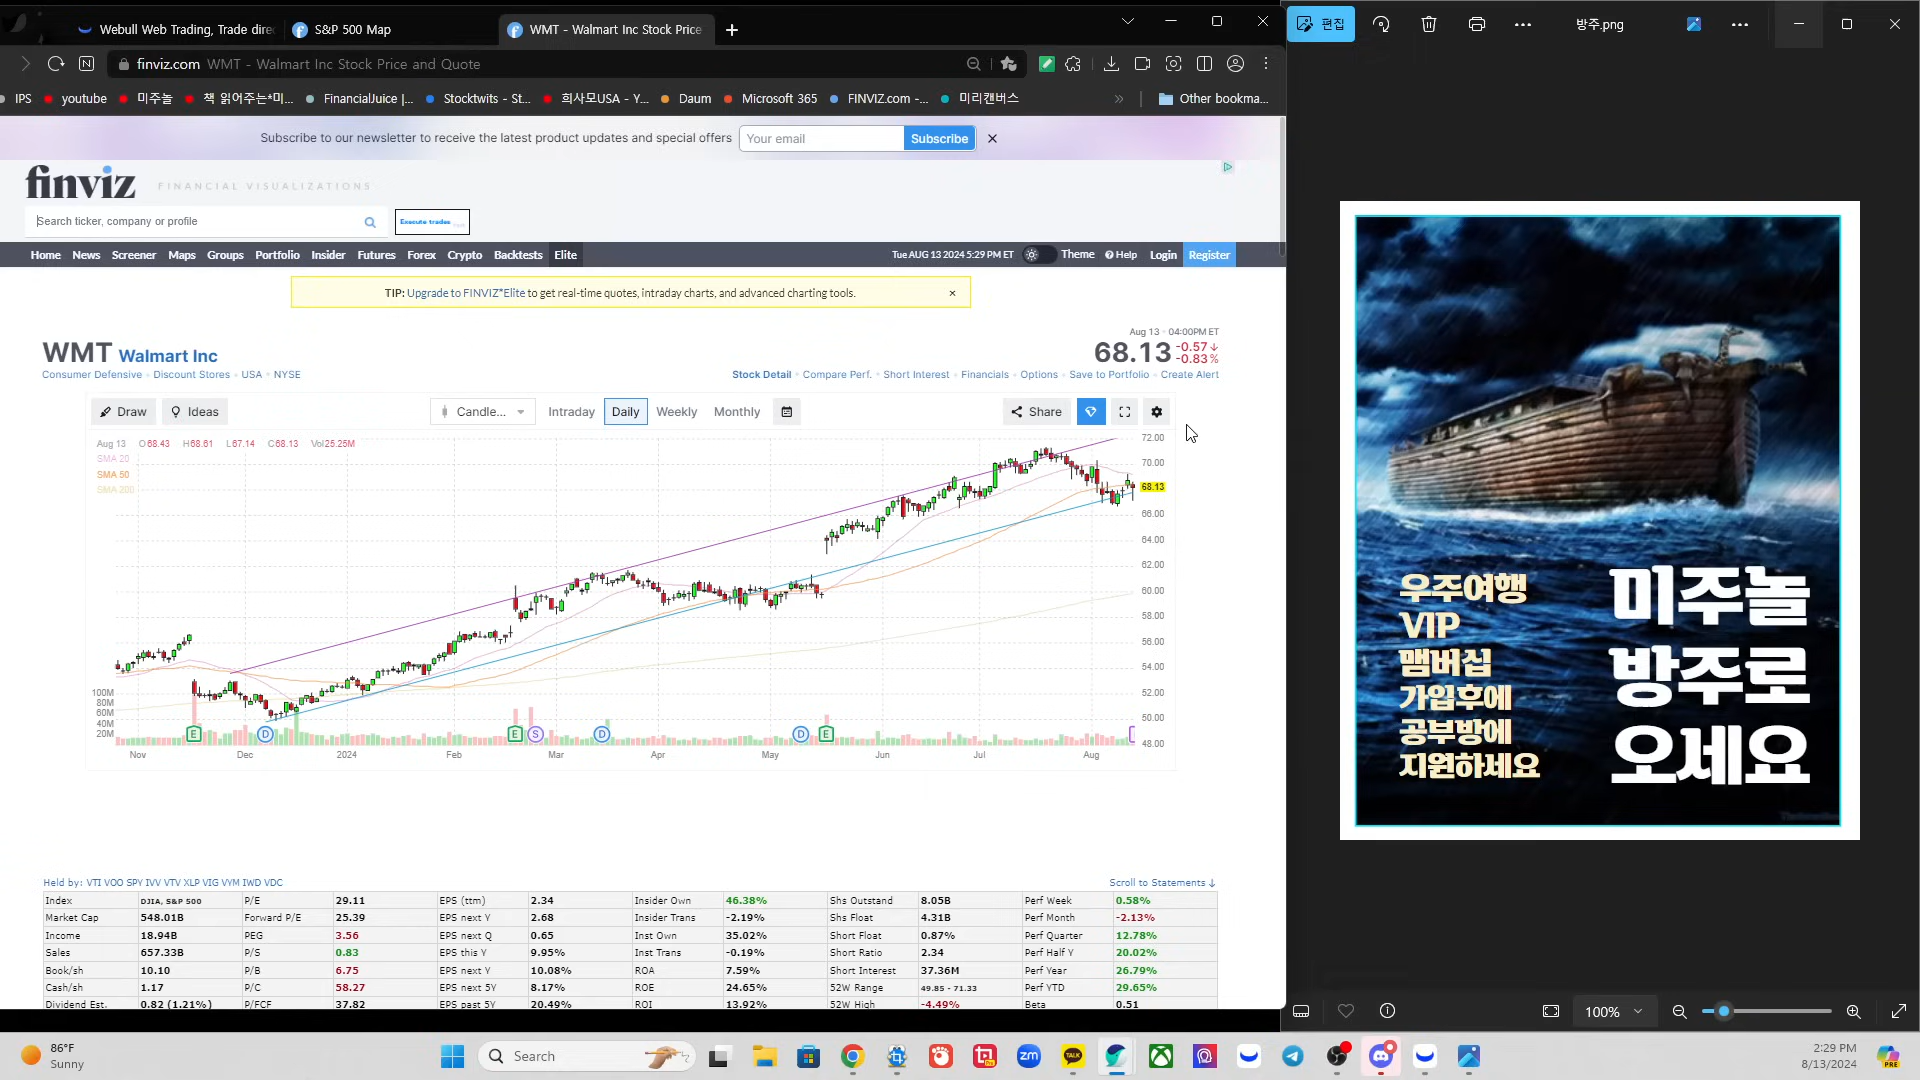 Webull Web Trading, Trade dire
S&P 500 Map
WMT - Walmart Inc Stock Price
편집
방주.png
finviz.com WMT - Walmart Inc Stock Price and Quote
IPS youtube 미주놀 책 읽어주는*미... FinancialJuice |... Stocktwits - St... 희사모USA - Y... Daum Microsoft 365 FINVIZ.com -... 미리캔버스 Other bookma...
Subscribe to our newsletter to receive the latest product updates and special offers Your email Subscribe
finviz FINANCIAL VISUALIZATIONS
Search ticker, company or profile
Execute trades
Home News Screener Maps Groups Portfolio Insider Futures Forex Crypto Backtests Elite Tue AUG 13 2024 5:29 PM ET Theme Help Login Register
TIP: Upgrade to FINVIZ*Elite to get real-time quotes, intraday charts, and advanced charting tools.
Aug 13 · 04:00PM ET
WMT Walmart Inc 68.13 -0.57 -0.83%
Consumer Defensive · Discount Stores · USA · NYSE
Stock Detail · Compare Perf. · Short Interest · Financials · Options · Save to Portfolio · Create Alert
Draw Ideas Candle... Intraday Daily Weekly Monthly Share
Aug 13 O68.43 H68.61 L67.14 C68.13 Vol25.25M
SMA 20
SMA 50
SMA 200
72.00
70.00
68.13
66.00
64.00
62.00
60.00
58.00
56.00
54.00
52.00
50.00
48.00
100M
80M
60M
40M
20M
E D E S D D E
Nov Dec 2024 Feb Mar Apr May Jun Jul Aug
Held by: VTI VOO SPY IVV VTV XLP VIG VYM IWD VDC Scroll to Statements ↓
Index DJIA, S&P 500 P/E 29.11 EPS (ttm) 2.34 Insider Own 46.38% Shs Outstand 8.05B Perf Week 0.58%
Market Cap 548.01B Forward P/E 25.39 EPS next Y 2.68 Insider Trans -2.19% Shs Float 4.31B Perf Month -2.13%
Income 18.94B PEG 3.56 EPS next Q 0.65 Inst Own 35.02% Short Float 0.87% Perf Quarter 12.78%
Sales 657.33B P/S 0.83 EPS this Y 9.95% Inst Trans -0.19% Short Ratio 2.34 Perf Half Y 20.02%
Book/sh 10.10 P/B 6.75 EPS next Y 10.08% ROA 7.59% Short Interest 37.36M Perf Year 26.79%
Cash/sh 1.17 P/C 58.27 EPS next 5Y 8.17% ROE 24.65% 52W Range 49.85 - 71.33 Perf YTD 29.65%
Dividend Est. 0.82 (1.21%) P/FCF 37.82 EPS past 5Y 20.49% ROI 13.92% 52W High -4.49% Beta 0.51
우주여행
VIP
맴버십
가입후에
공부방에
지원하세요
미주놀
방주로
오세요
100%
86°F
Sunny
Search
zm
TALK
PRE
2:29 PM
8/13/2024